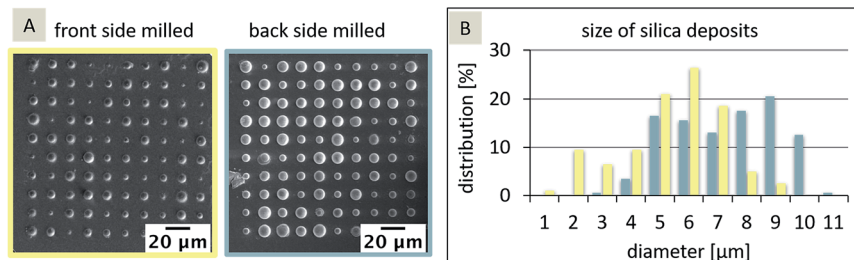 A
front side milled
back side milled
20 µm
20 µm
B
size of silica deposits
distribution [%]
30
20
10
0
1 2 3 4 5 6 7 8 9 10 11
diameter [µm]